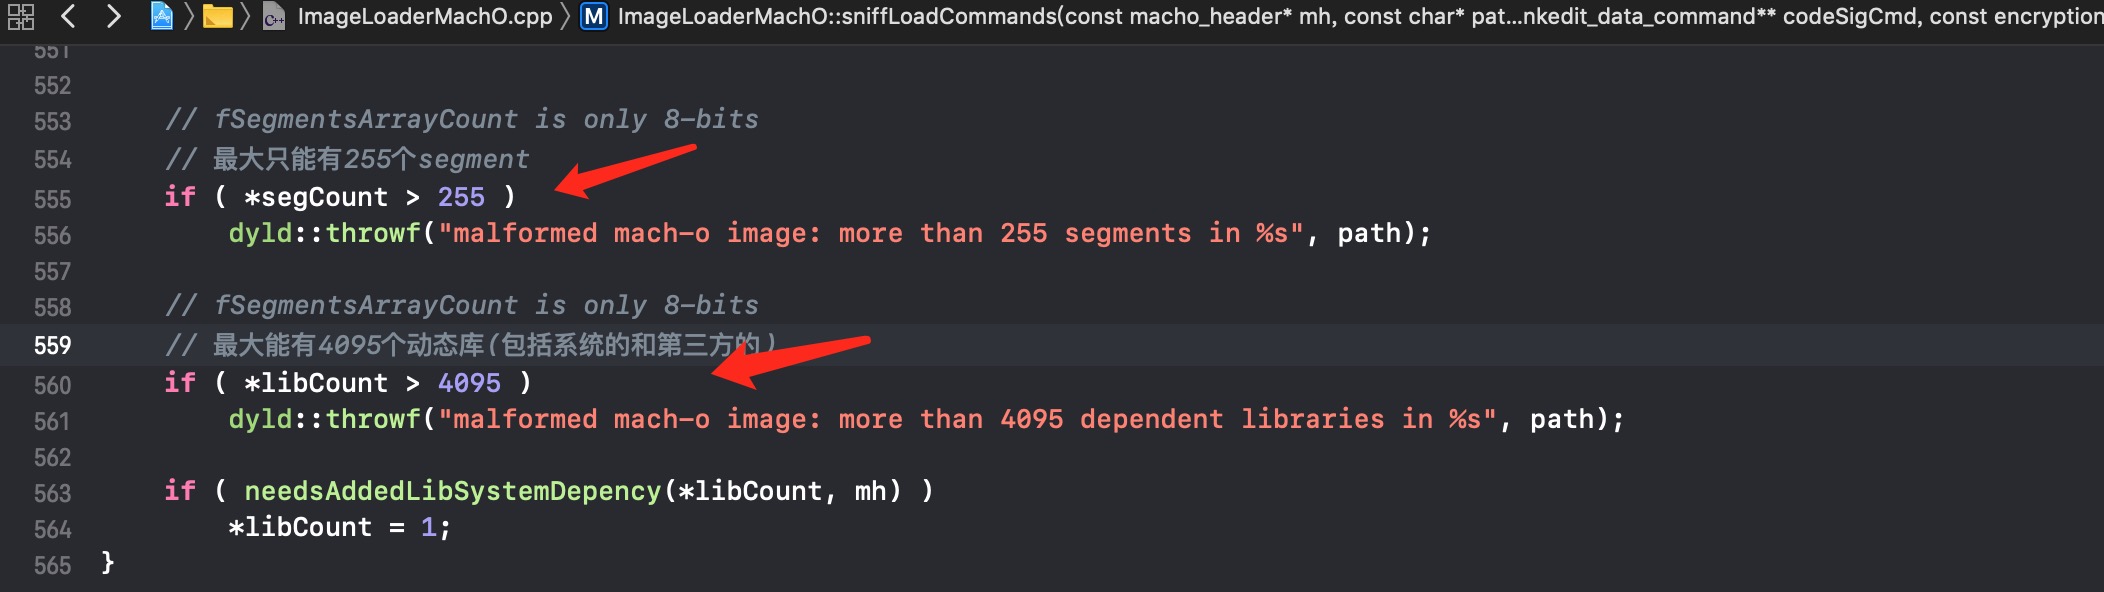 ImageLoaderMachO.cpp M ImageLoaderMachO::sniffLoadCommands(const macho_header* mh, const char* pat...nkedit_data_command** codeSigCmd, const encryption
551
552
553 // fSegmentsArrayCount is only 8-bits
554 // 最大只能有255个segment
555 if ( *segCount > 255 )
556 dyld::throwf("malformed mach-o image: more than 255 segments in %s", path);
557
558 // fSegmentsArrayCount is only 8-bits
559 // 最大能有4095个动态库(包括系统的和第三方的)
560 if ( *libCount > 4095 )
561 dyld::throwf("malformed mach-o image: more than 4095 dependent libraries in %s", path);
562
563 if ( needsAddedLibSystemDepency(*libCount, mh) )
564 *libCount = 1;
565 }